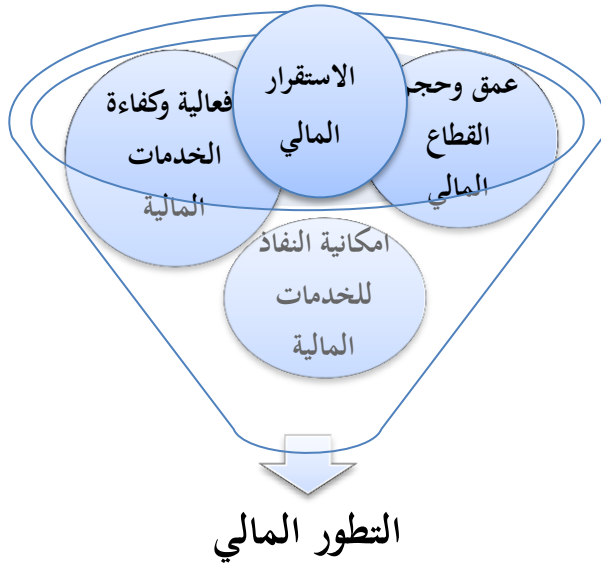 عمق وحجم
القطاع
المالي
الاستقرار
المالي
فعالية وكفاءة
الخدمات
المالية
امكانية النفاذ
للخدمات
المالية
التطور المالي